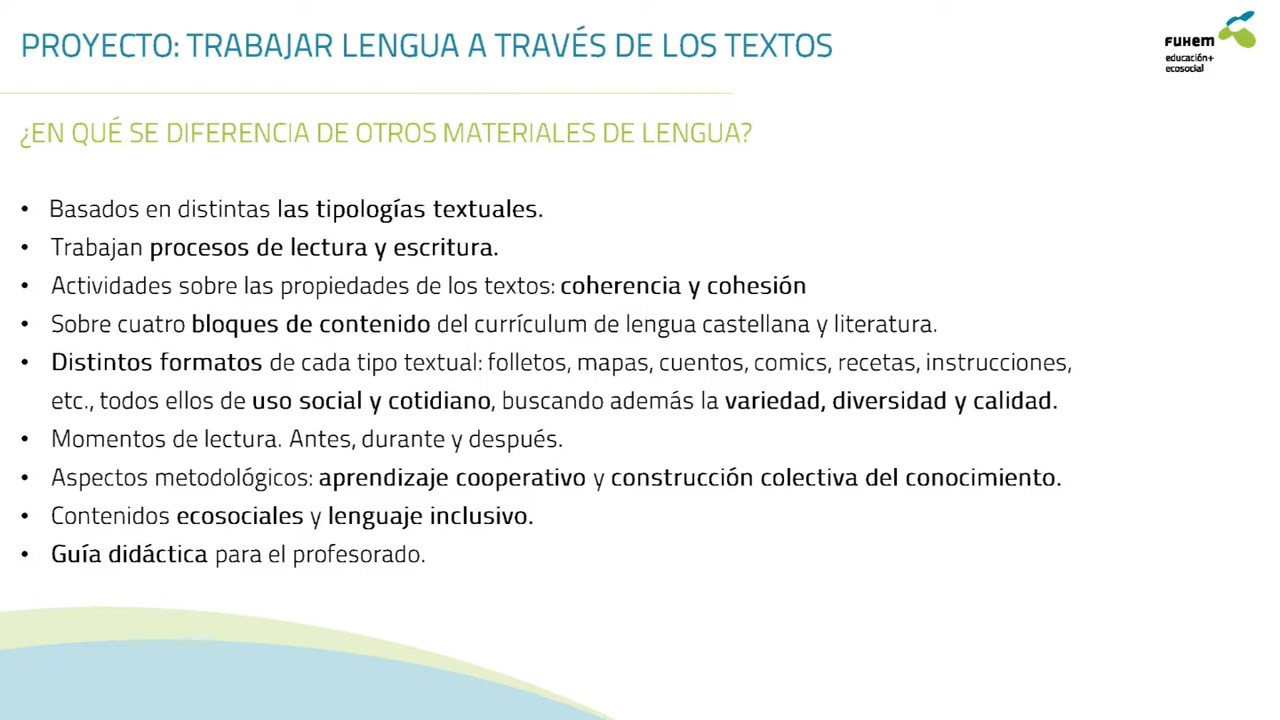 PROYECTO: TRABAJAR LENGUA A TRAVÉS DE LOS TEXTOS
FUHEM
educación+
ecosocial
¿EN QUÉ SE DIFERENCIA DE OTROS MATERIALES DE LENGUA?
• Basados en distintas las tipologías textuales.
• Trabajan procesos de lectura y escritura.
• Actividades sobre las propiedades de los textos: coherencia y cohesión
• Sobre cuatro bloques de contenido del currículum de lengua castellana y literatura.
• Distintos formatos de cada tipo textual: folletos, mapas, cuentos, comics, recetas, instrucciones,
etc., todos ellos de uso social y cotidiano, buscando además la variedad, diversidad y calidad.
• Momentos de lectura. Antes, durante y después.
• Aspectos metodológicos: aprendizaje cooperativo y construcción colectiva del conocimiento.
• Contenidos ecosociales y lenguaje inclusivo.
• Guía didáctica para el profesorado.